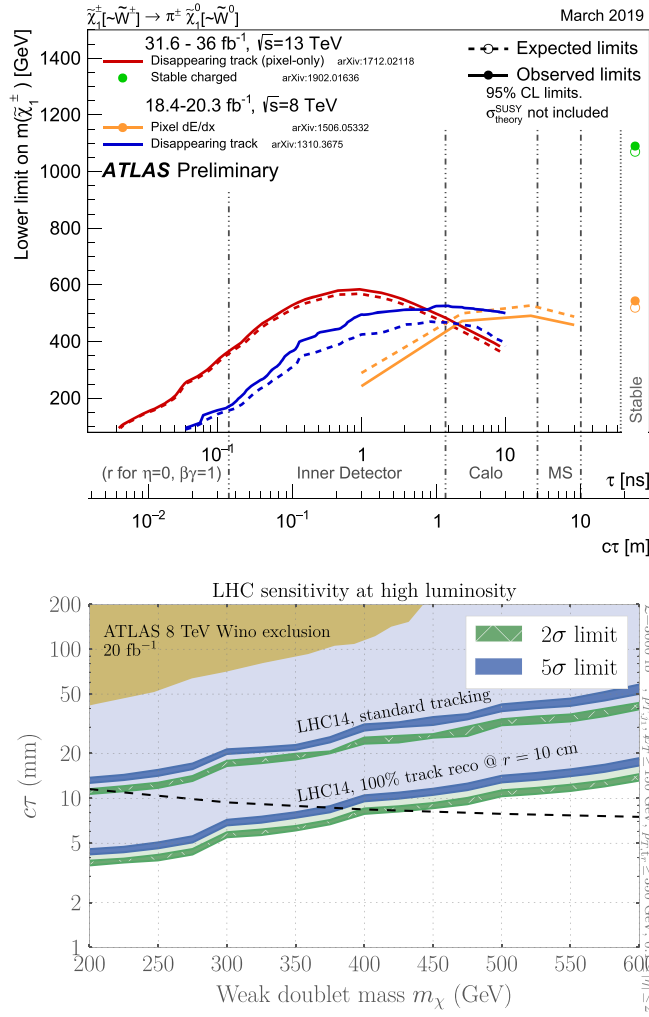 χ̃₁±[~W̃±] → π± χ̃₁⁰[~W̃⁰]
March 2019
Lower limit on m(χ̃₁±) [GeV]
31.6 - 36 fb⁻¹, √s=13 TeV
Disappearing track (pixel-only) arXiv:1712.02118
Stable charged arXiv:1902.01636
18.4-20.3 fb⁻¹, √s=8 TeV
Pixel dE/dx arXiv:1506.05332
Disappearing track arXiv:1310.3675
ATLAS Preliminary
Expected limits
Observed limits
95% CL limits.
σ^SUSY_theory not included
1400
1200
1000
800
600
400
200
Stable
10⁻¹ 1 10
τ [ns]
(r for η=0, βγ=1) Inner Detector Calo MS
10⁻² 10⁻¹ 1 10
cτ [m]
LHC sensitivity at high luminosity
ATLAS 8 TeV Wino exclusion
20 fb⁻¹
2σ limit
5σ limit
LHC14, standard tracking
LHC14, 100% track reco @ r = 10 cm
cτ (mm)
200
100
50
20
10
5
2
1
200 250 300 350 400 450 500 550 600
Weak doublet mass mχ (GeV)